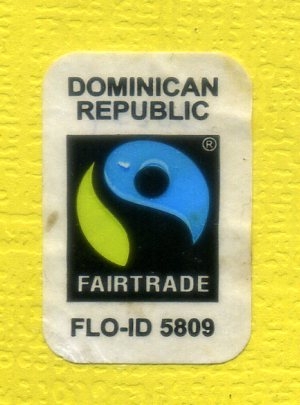 DOMINICAN
REPUBLIC
®
FAIRTRADE
FLO-ID 5809